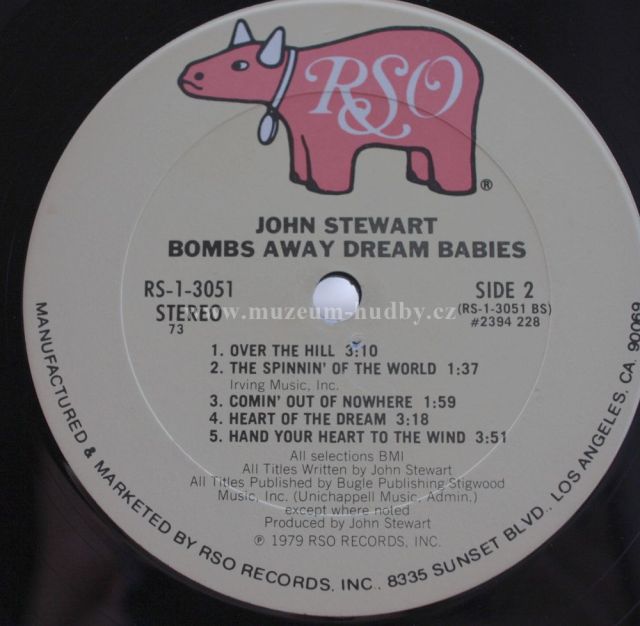 RSO
®
JOHN STEWART
BOMBS AWAY DREAM BABIES
RS-1-3051
STEREO
73
SIDE 2
(RS-1-3051 BS)
#2394 228
www.muzeum-hudby.cz
1. OVER THE HILL 3:10
2. THE SPINNIN' OF THE WORLD 1:37
Irving Music, Inc.
3. COMIN' OUT OF NOWHERE 1:59
4. HEART OF THE DREAM 3:18
5. HAND YOUR HEART TO THE WIND 3:51
All selections BMI
All Titles Written by John Stewart
All Titles Published by Bugle Publishing Stigwood
Music, Inc. (Unichappell Music, Admin.)
except where noted
Produced by John Stewart
℗ 1979 RSO RECORDS, INC.
MANUFACTURED & MARKETED BY RSO RECORDS, INC., 8335 SUNSET BLVD., LOS ANGELES, CA. 90069